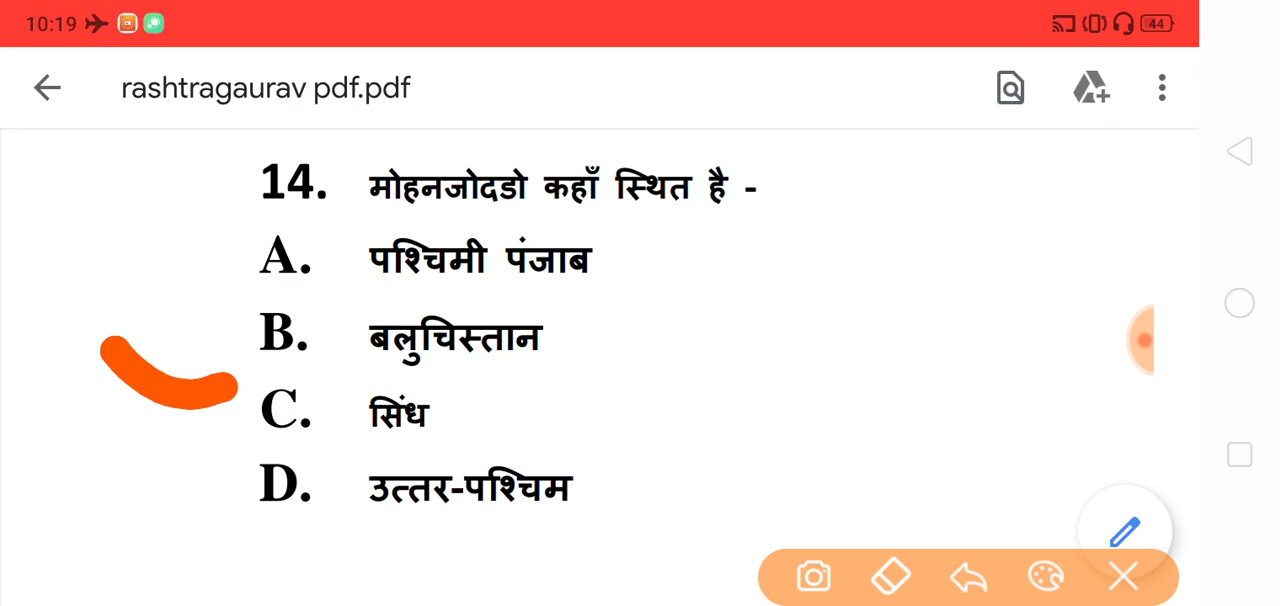 10:19 44
rashtragaurav pdf.pdf
14. मोहनजोदडो कहाँ स्थित है -
A. पश्चिमी पंजाब
B. बलुचिस्तान
C. सिंध
D. उत्तर-पश्चिम